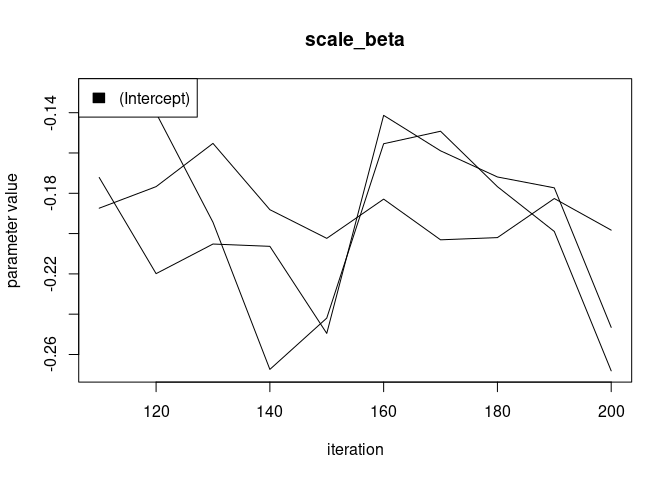 scale_beta
(Intercept)
parameter value
-0.14
-0.18
-0.22
-0.26
120 140 160 180 200
iteration